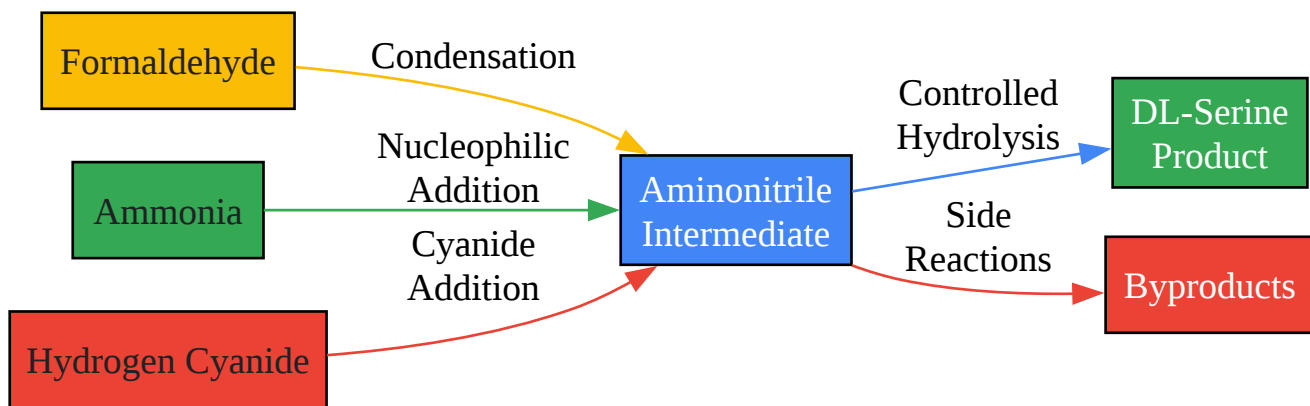 Formaldehyde
Condensation
Nucleophilic
Addition
Ammonia
Cyanide
Addition
Hydrogen Cyanide
Aminonitrile
Intermediate
Controlled
Hydrolysis
DL-Serine
Product
Side
Reactions
Byproducts